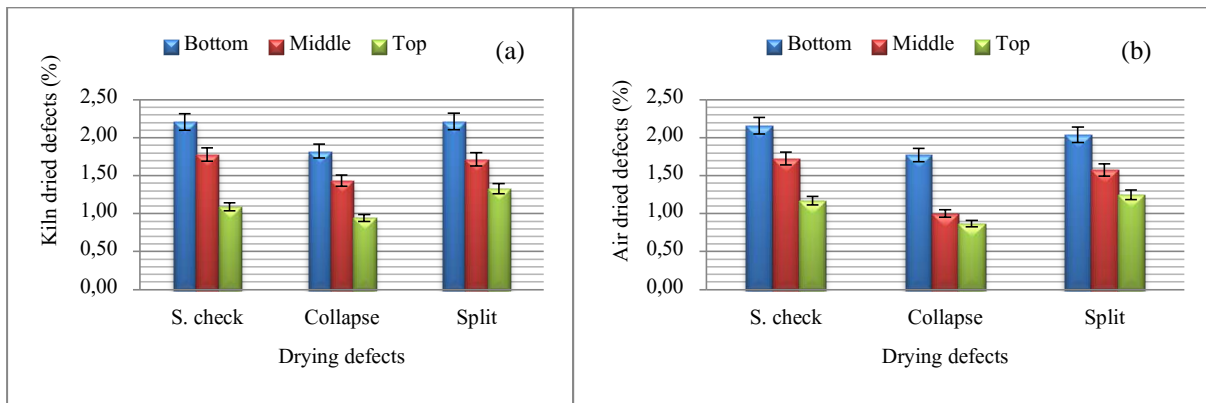 Bottom Middle Top
(a)
Kiln dried defects (%)
2,50
2,00
1,50
1,00
0,50
0,00
S. check Collapse Split
Drying defects
Bottom Middle Top
(b)
Air dried defects (%)
2,50
2,00
1,50
1,00
0,50
0,00
S. check Collapse Split
Drying defects